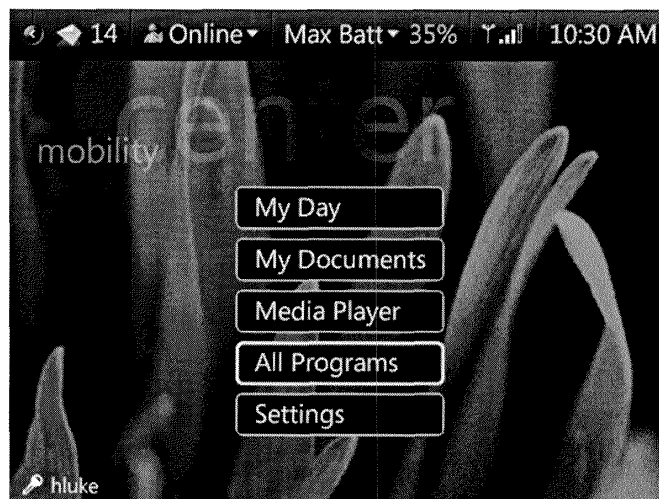 14 Online Max Batt 35% 10:30 AM
center
mobility
My Day
My Documents
Media Player
All Programs
Settings
hluke